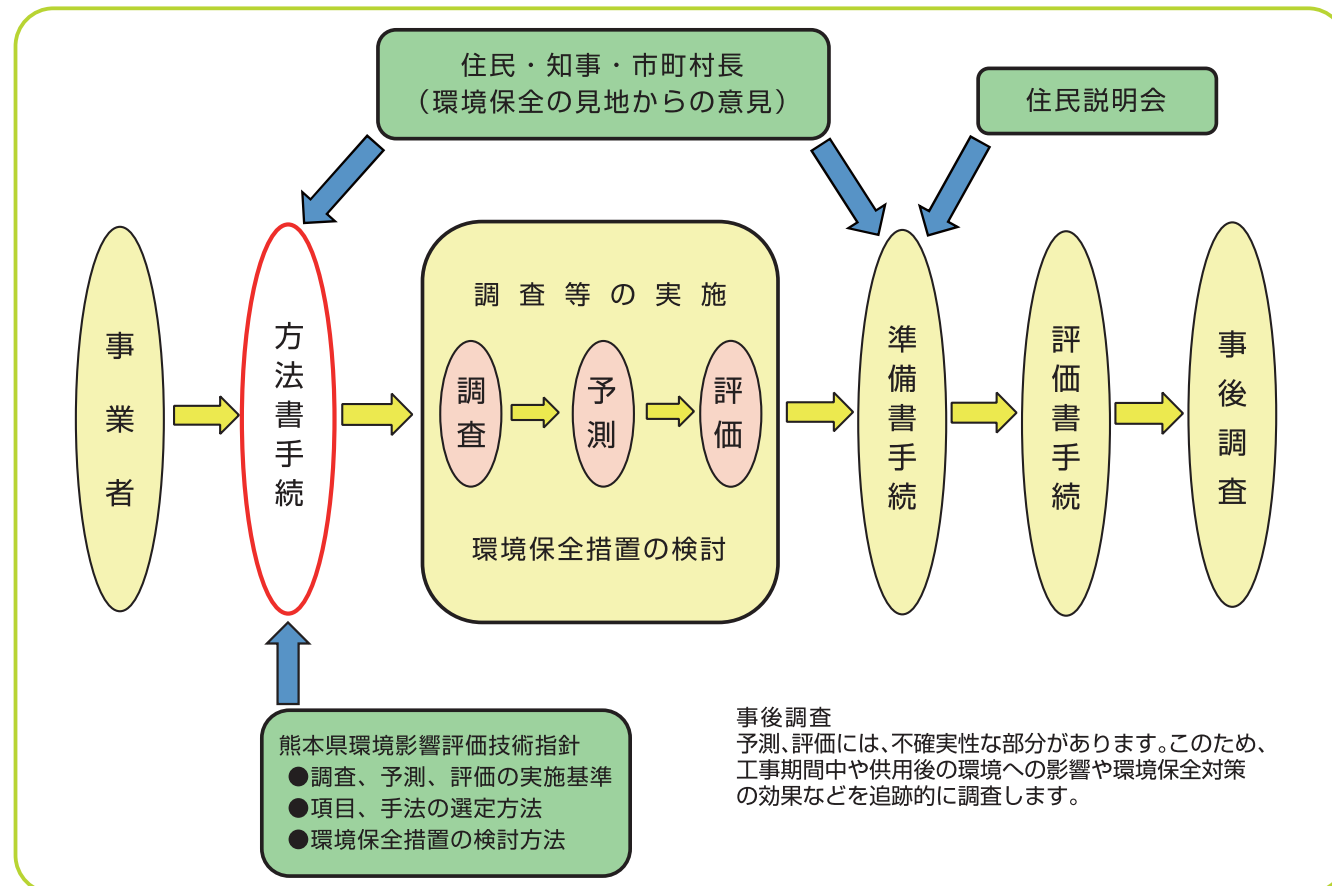 住民・知事・市町村長
（環境保全の見地からの意見）
住民説明会
事業者
方法書手続
調査等の実施
調査
予測
評価
環境保全措置の検討
準備書手続
評価書手続
事後調査
熊本県環境影響評価技術指針
●調査、予測、評価の実施基準
●項目、手法の選定方法
●環境保全措置の検討方法
事後調査
予測、評価には、不確実性な部分があります。このため、
工事期間中や供用後の環境への影響や環境保全対策
の効果などを追跡的に調査します。